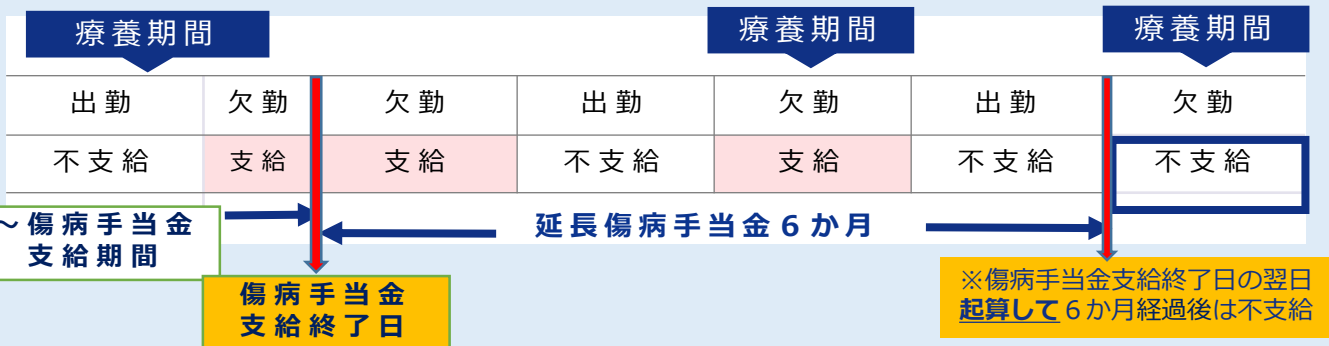 療養期間 療養期間 療養期間
出勤 欠勤 欠勤 出勤 欠勤 出勤 欠勤
不支給 支給 支給 不支給 支給 不支給 不支給
～傷病手当金
支給期間
延長傷病手当金６か月
傷病手当金
支給終了日
※傷病手当金支給終了日の翌日
起算して６か月経過後は不支給